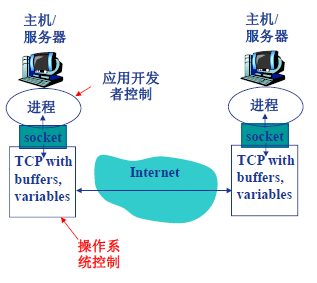 主机/
服务器
主机/
服务器
应用开发
者控制
进程
进程
socket
socket
TCP with
buffers,
variables
Internet
TCP with
buffers,
variables
操作系
统控制